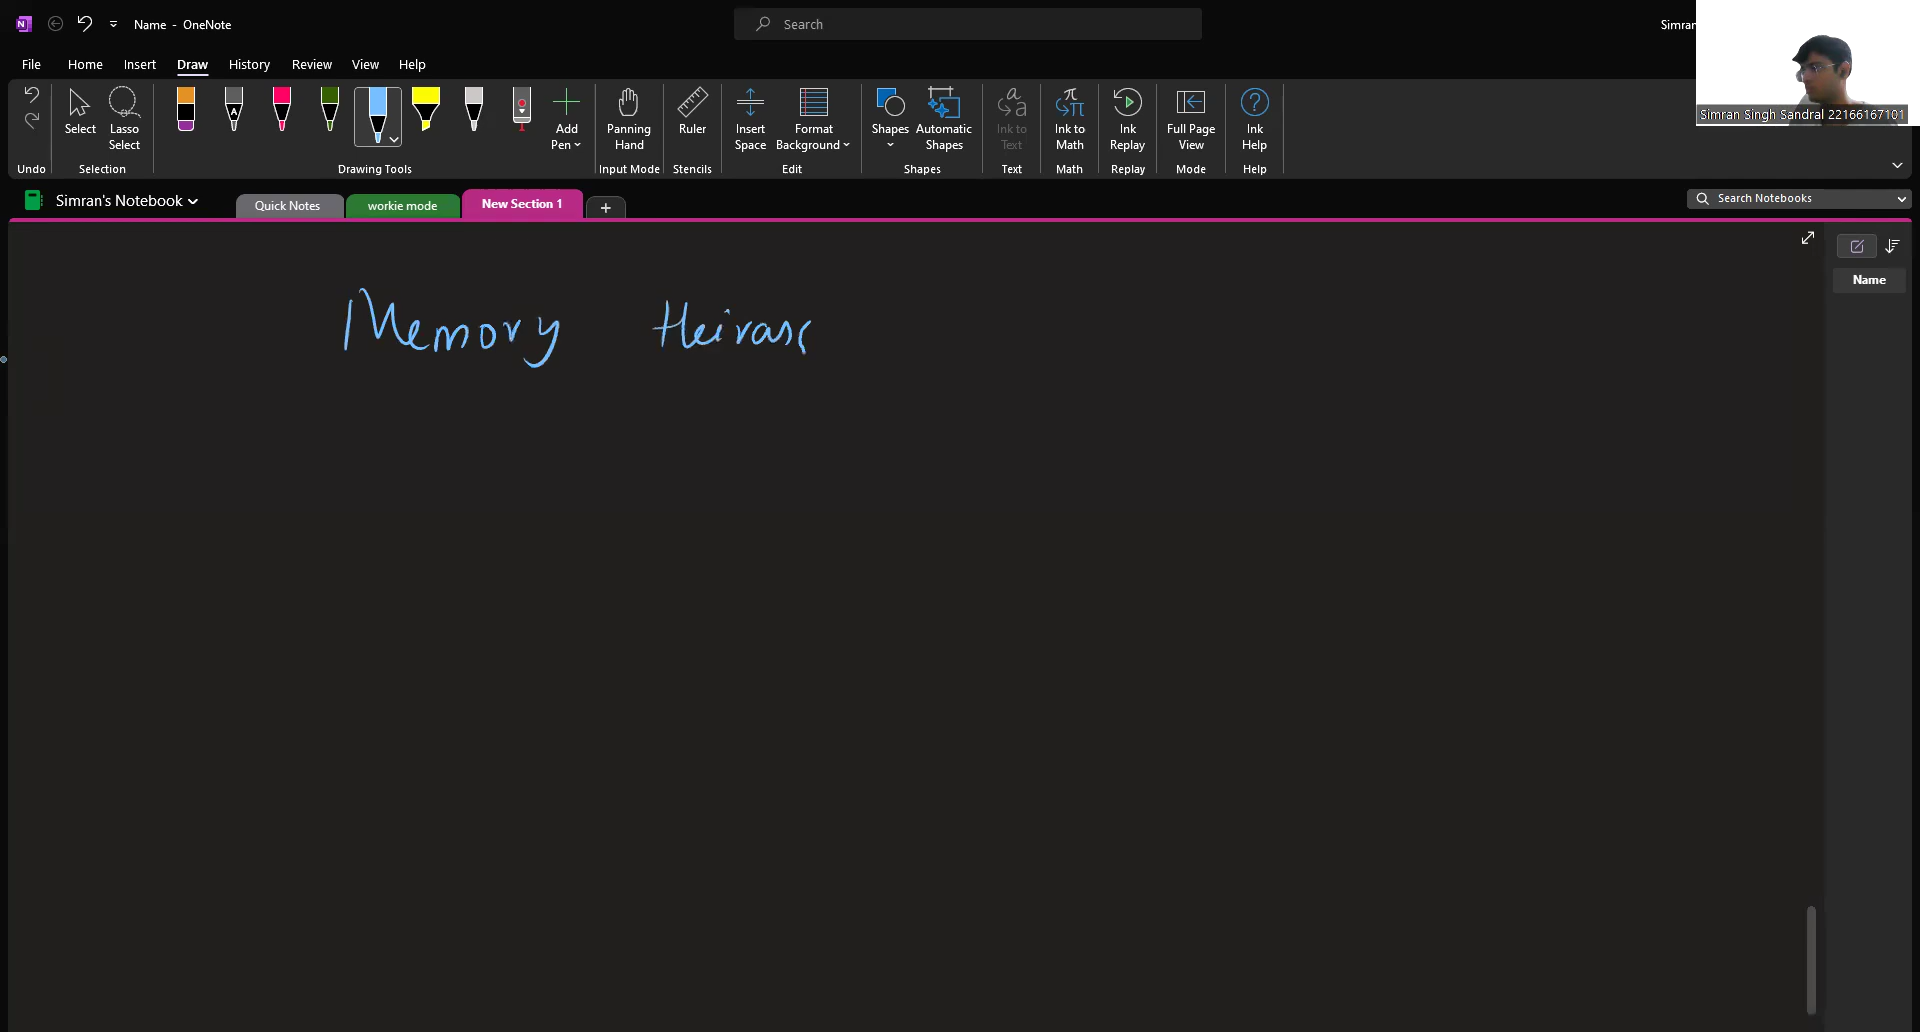 Name - OneNote
Search
Simran
File Home Insert Draw History Review View Help
Undo
Select
Lasso Select
Selection
A
Drawing Tools
Add Pen
Panning Hand
Input Mode
Ruler
Stencils
Insert Space
Format Background
Edit
Shapes
Automatic Shapes
Shapes
Ink to Text
Text
Ink to Math
Math
Ink Replay
Replay
Full Page View
Mode
Ink Help
Help
Simran Singh Sandral 22166167101
Simran's Notebook
Quick Notes
workie mode
New Section 1
Search Notebooks
Name
Memory Heirasc